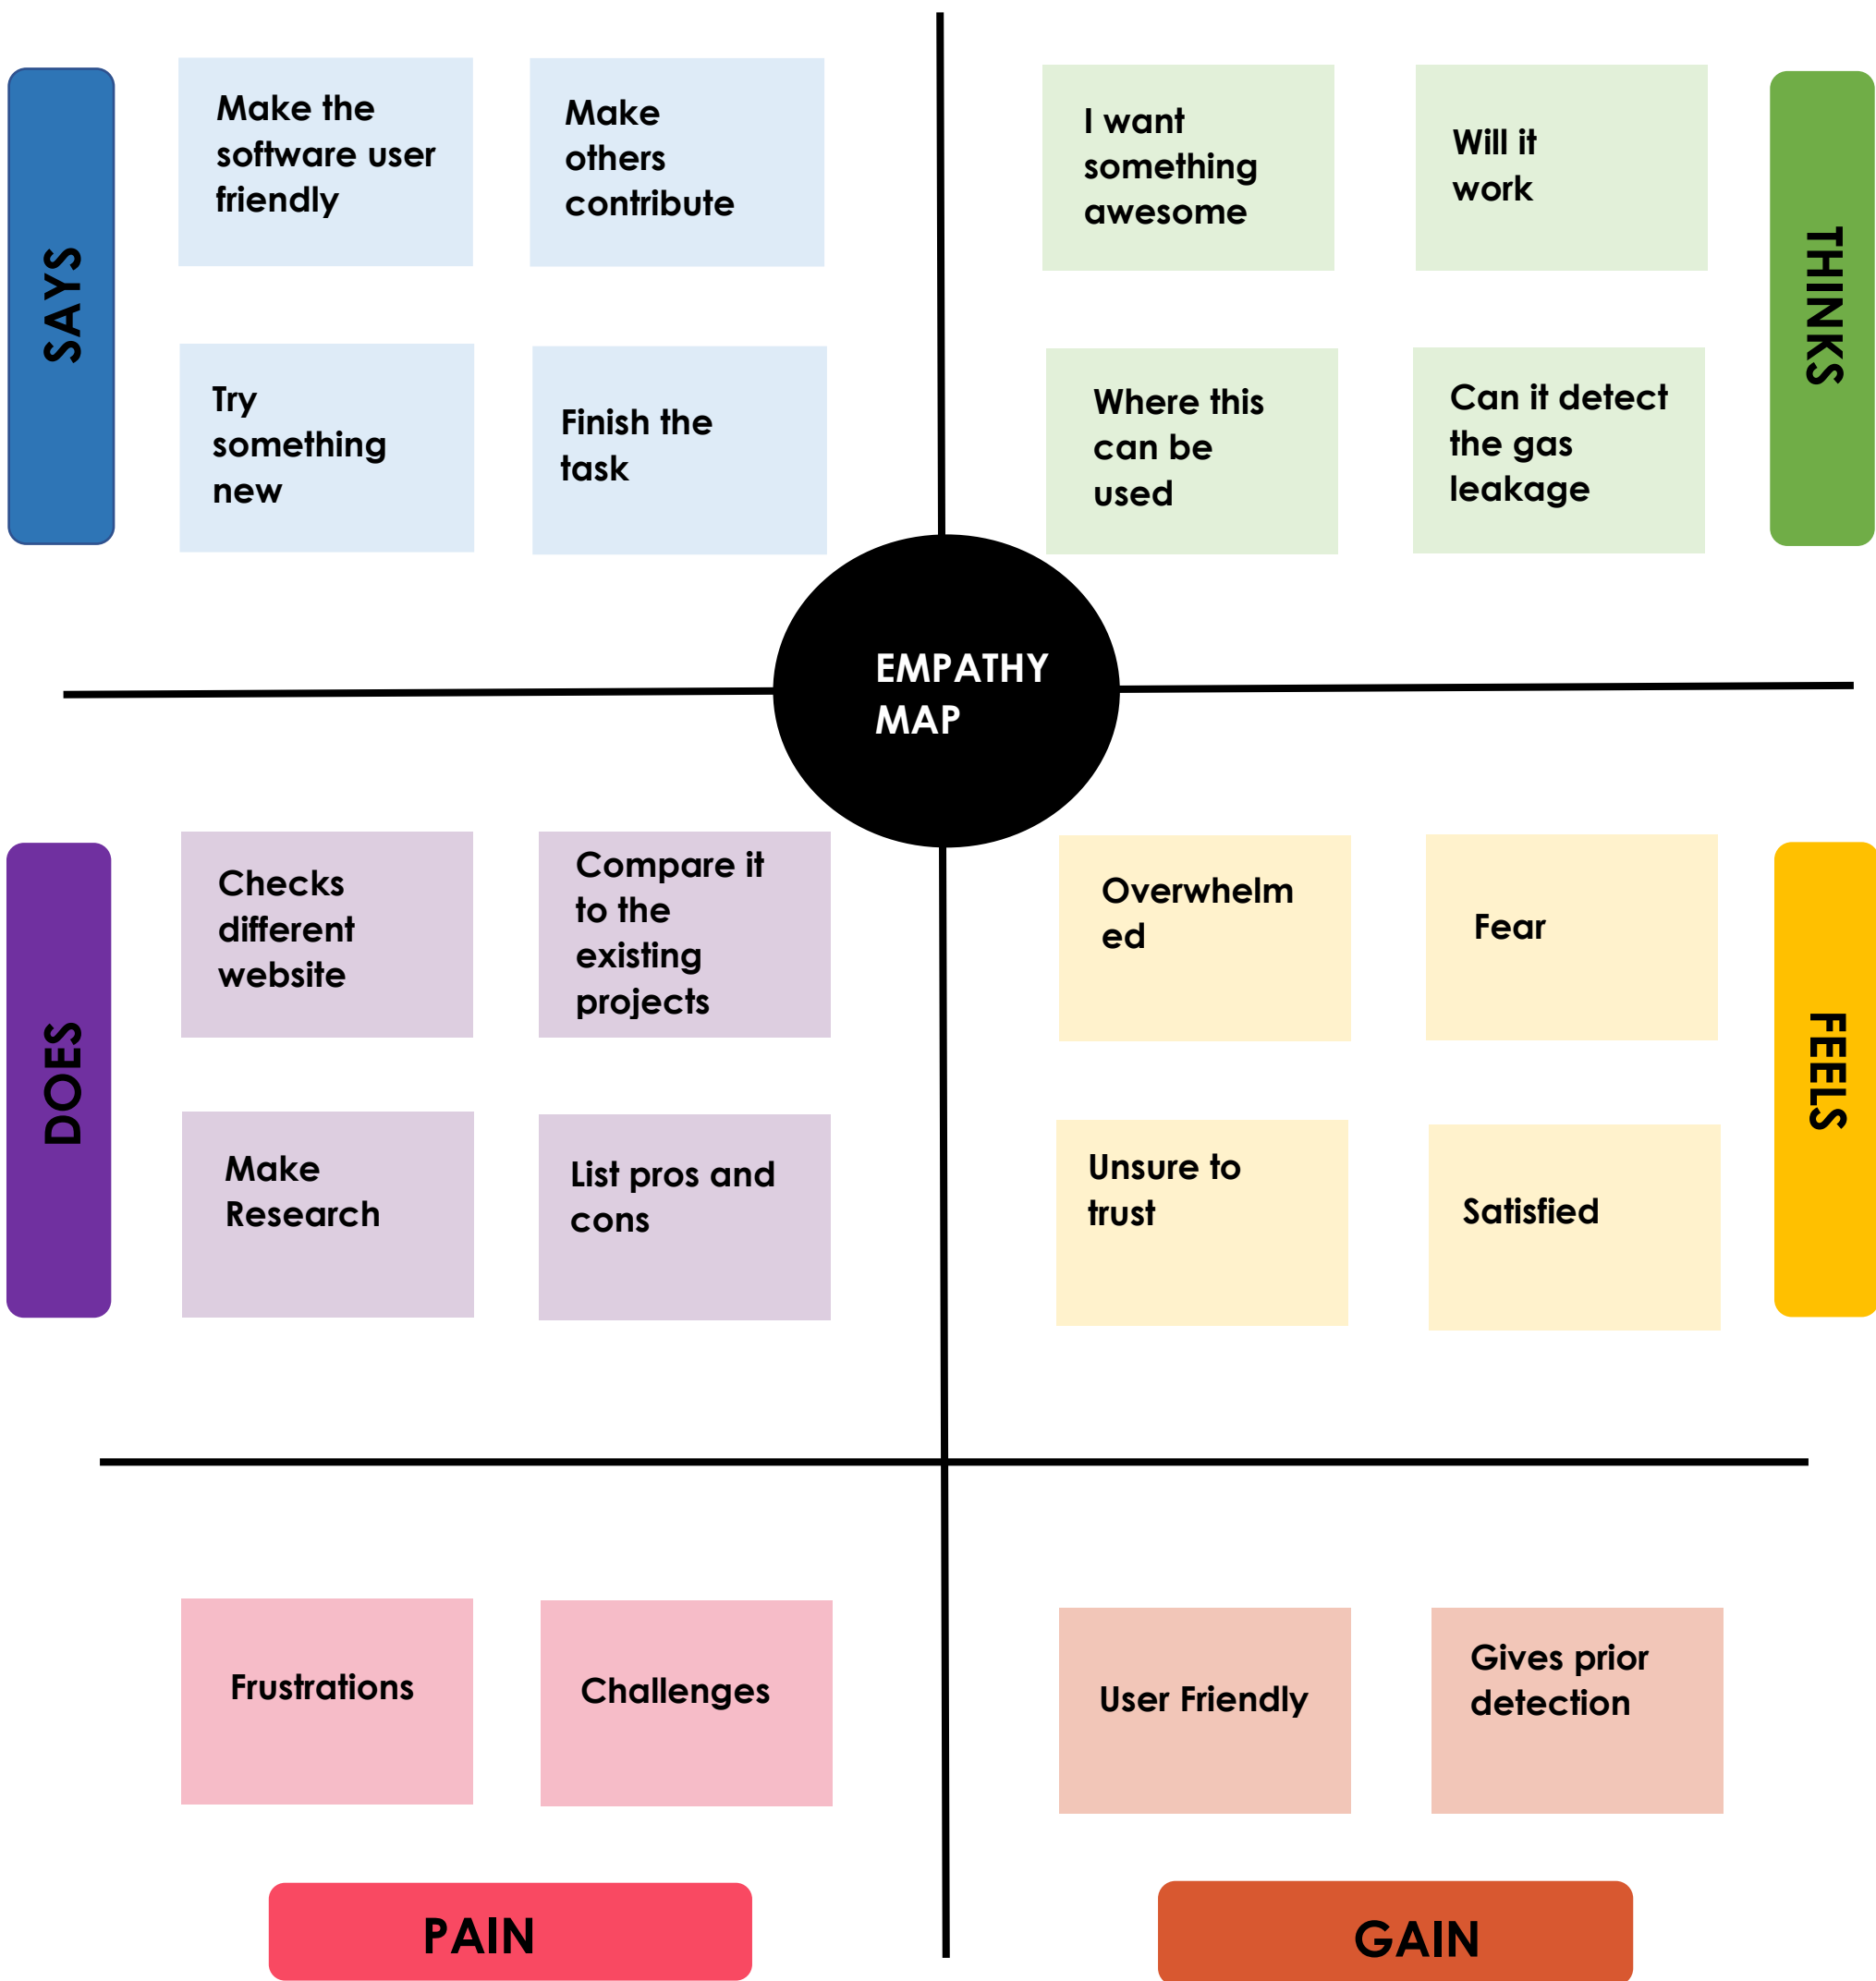 SAYS
Make the
software user
friendly
Make
others
contribute
Try
something
new
Finish the
task
I want
something
awesome
Will it
work
Where this
can be
used
Can it detect
the gas
leakage
THINKS
EMPATHY
MAP
DOES
Checks
different
website
Compare it
to the
existing
projects
Make
Research
List pros and
cons
Overwhelm
ed
Fear
Unsure to
trust
Satisfied
FEELS
Frustrations
Challenges
PAIN
User Friendly
Gives prior
detection
GAIN